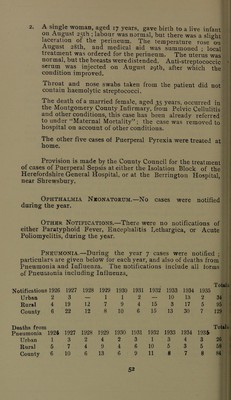 2. A single woman, aged 17 years, gave birth to a live infant
on August 25th; labour was normal, but there was a slight
laceration of the perineum. The temperature rose on
August 26th, and medical aid was summoned; local
treatment was ordered for the perineum. The uterus was
normal, but the breasts were distended. Anti-streptococcic
serum was injected on August 29th, after which the
condition improved.
Throat and nose swabs taken from the patient did not
contain haemolytic streptococci.
The death of a married female, aged 35 years, occurred in
the Montgomery County Infirmary, from Pelvic Cellulitis
and other conditions, this case has been already referred
to under "Maternal Mortality"; the case was removed to
hospital on account of other conditions.
The other five cases of Puerperal Pyrexia were treated at
home.
Provision is made by the County Council for the treatment
of cases of Puerperal Sepsis at either the Isolation Block of the
Herefordshire General Hospital, or at the Berrington Hospital,
near Shrewsbury.
OPHTHALMIA NEONATORUM.—No cases were notified
during the year.
OTHER NOTIFICATIONS.—There were no notifications of
either Paratyphoid Fever, Encephalitis Lethargica, or Acute
Poliomyelitis, during the year.
PNEUMONIA.—During the year 7 cases were notified;
particulars are given below for each year, and also of deaths from
Pneumonia and Influenza. The notifications include all forms
of Pneumonia including Influenza,
Total
Notifications 1926 1927 1928 1929 1930 1931 1932 1933 1934 1935
Urban 2 3 — 1 1 2 — 10 13 2 34
Rural 4 19 12 7 9 4 15 3 17 5 95
County 6 22 12 8 10 6 15 13 30 7 129
Deaths from Totals
Pneumonia 1926 1927 1928 1929 1930 1931 1932 1933 1934 1935
Urban 1 3 2 4 2 3 1 3 4 3
Rural 5 7 4 9 4 6 10 5 3 5
County 6 10 6 13 6 9 11 8 7 8
52